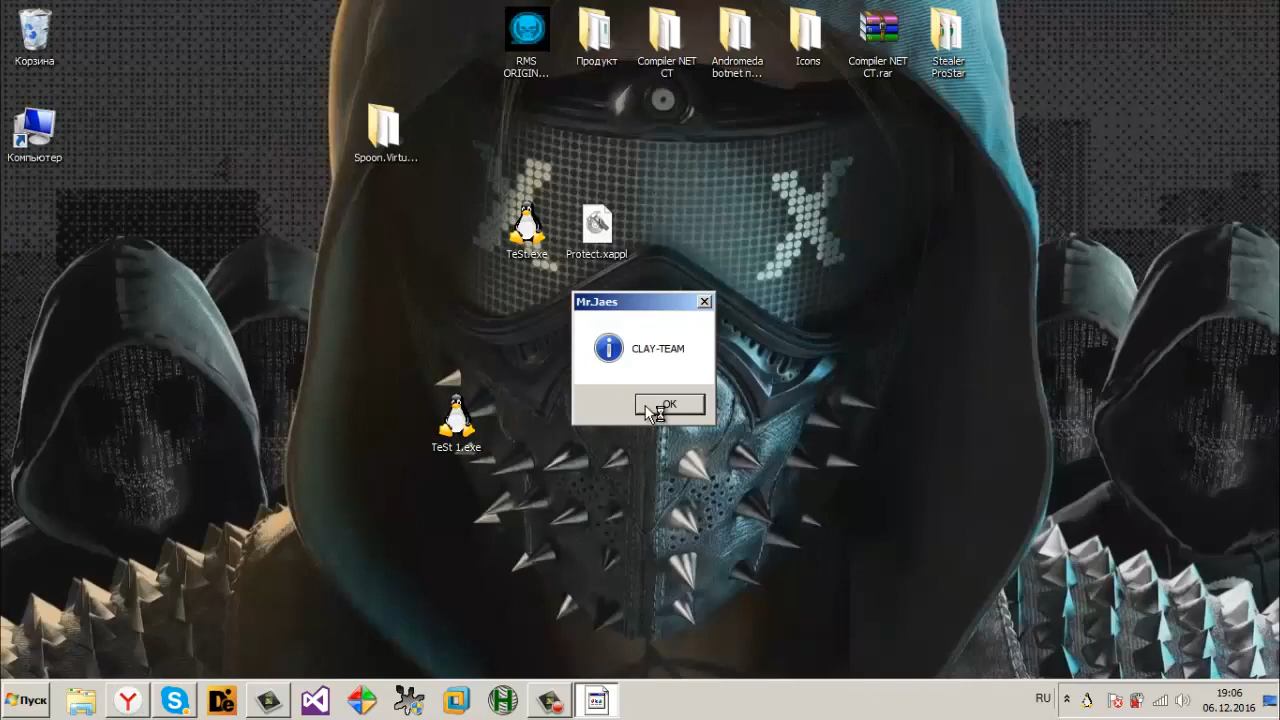 Корзина
RMS
ORIGIN...
Продукт
Compiler NET
CT
Andromeda
botnet n...
Icons
Compiler NET
CT.rar
Stealer
ProStar
Компьютер
Spoon.Virtu...
TeSt.exe
Protect.xappl
Mr.Jaes
CLAY-TEAM
OK
TeSt 1.exe
Пуск
Y
S
De
RU
19:06
06.12.2016